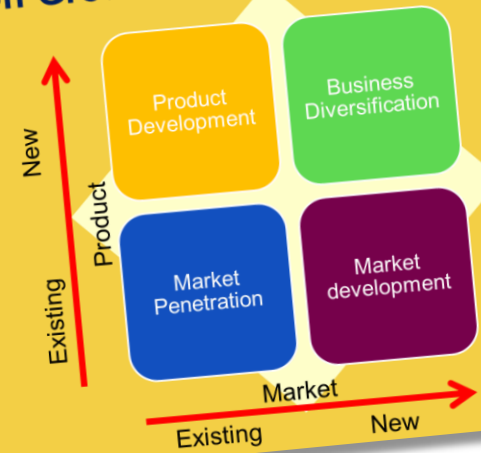 New
Product
Existing
Product
Development
Business
Diversification
Market
Penetration
Market
development
Market
Existing
New